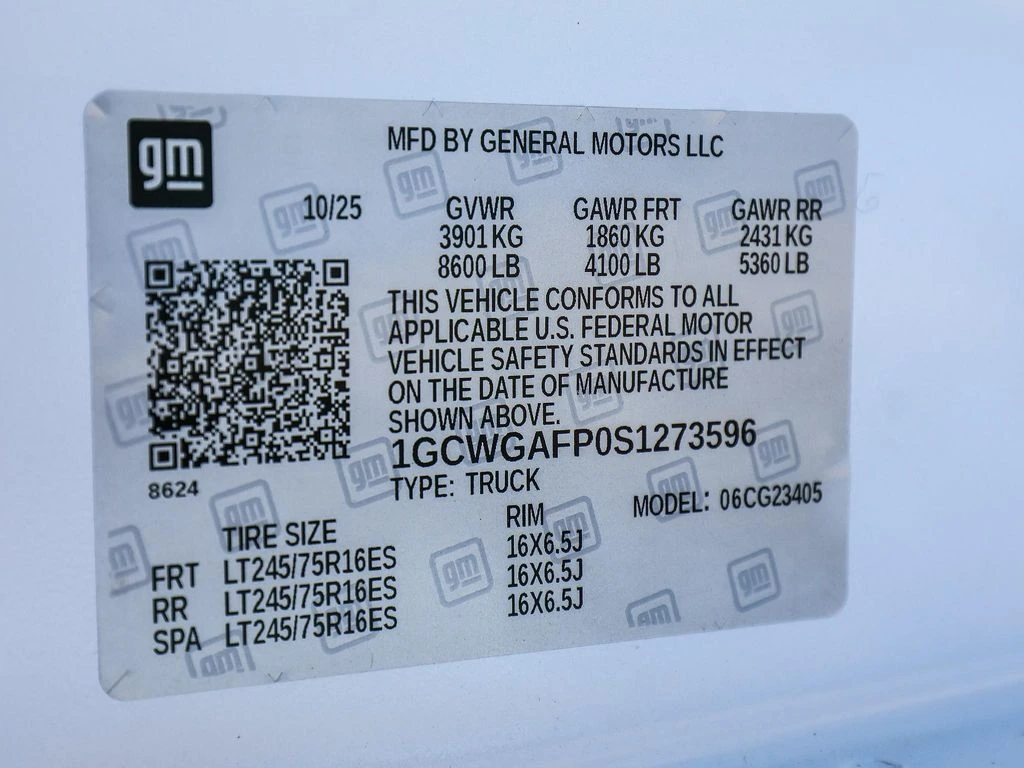 gm
MFD BY GENERAL MOTORS LLC
10/25 GVWR GAWR FRT GAWR RR
3901 KG 1860 KG 2431 KG
8600 LB 4100 LB 5360 LB
THIS VEHICLE CONFORMS TO ALL
APPLICABLE U.S. FEDERAL MOTOR
VEHICLE SAFETY STANDARDS IN EFFECT
ON THE DATE OF MANUFACTURE
SHOWN ABOVE.
1GCWGAFP0S1273596
8624
TYPE: TRUCK MODEL: 06CG23405
TIRE SIZE RIM
FRT LT245/75R16ES 16X6.5J
RR LT245/75R16ES 16X6.5J
SPA LT245/75R16ES 16X6.5J